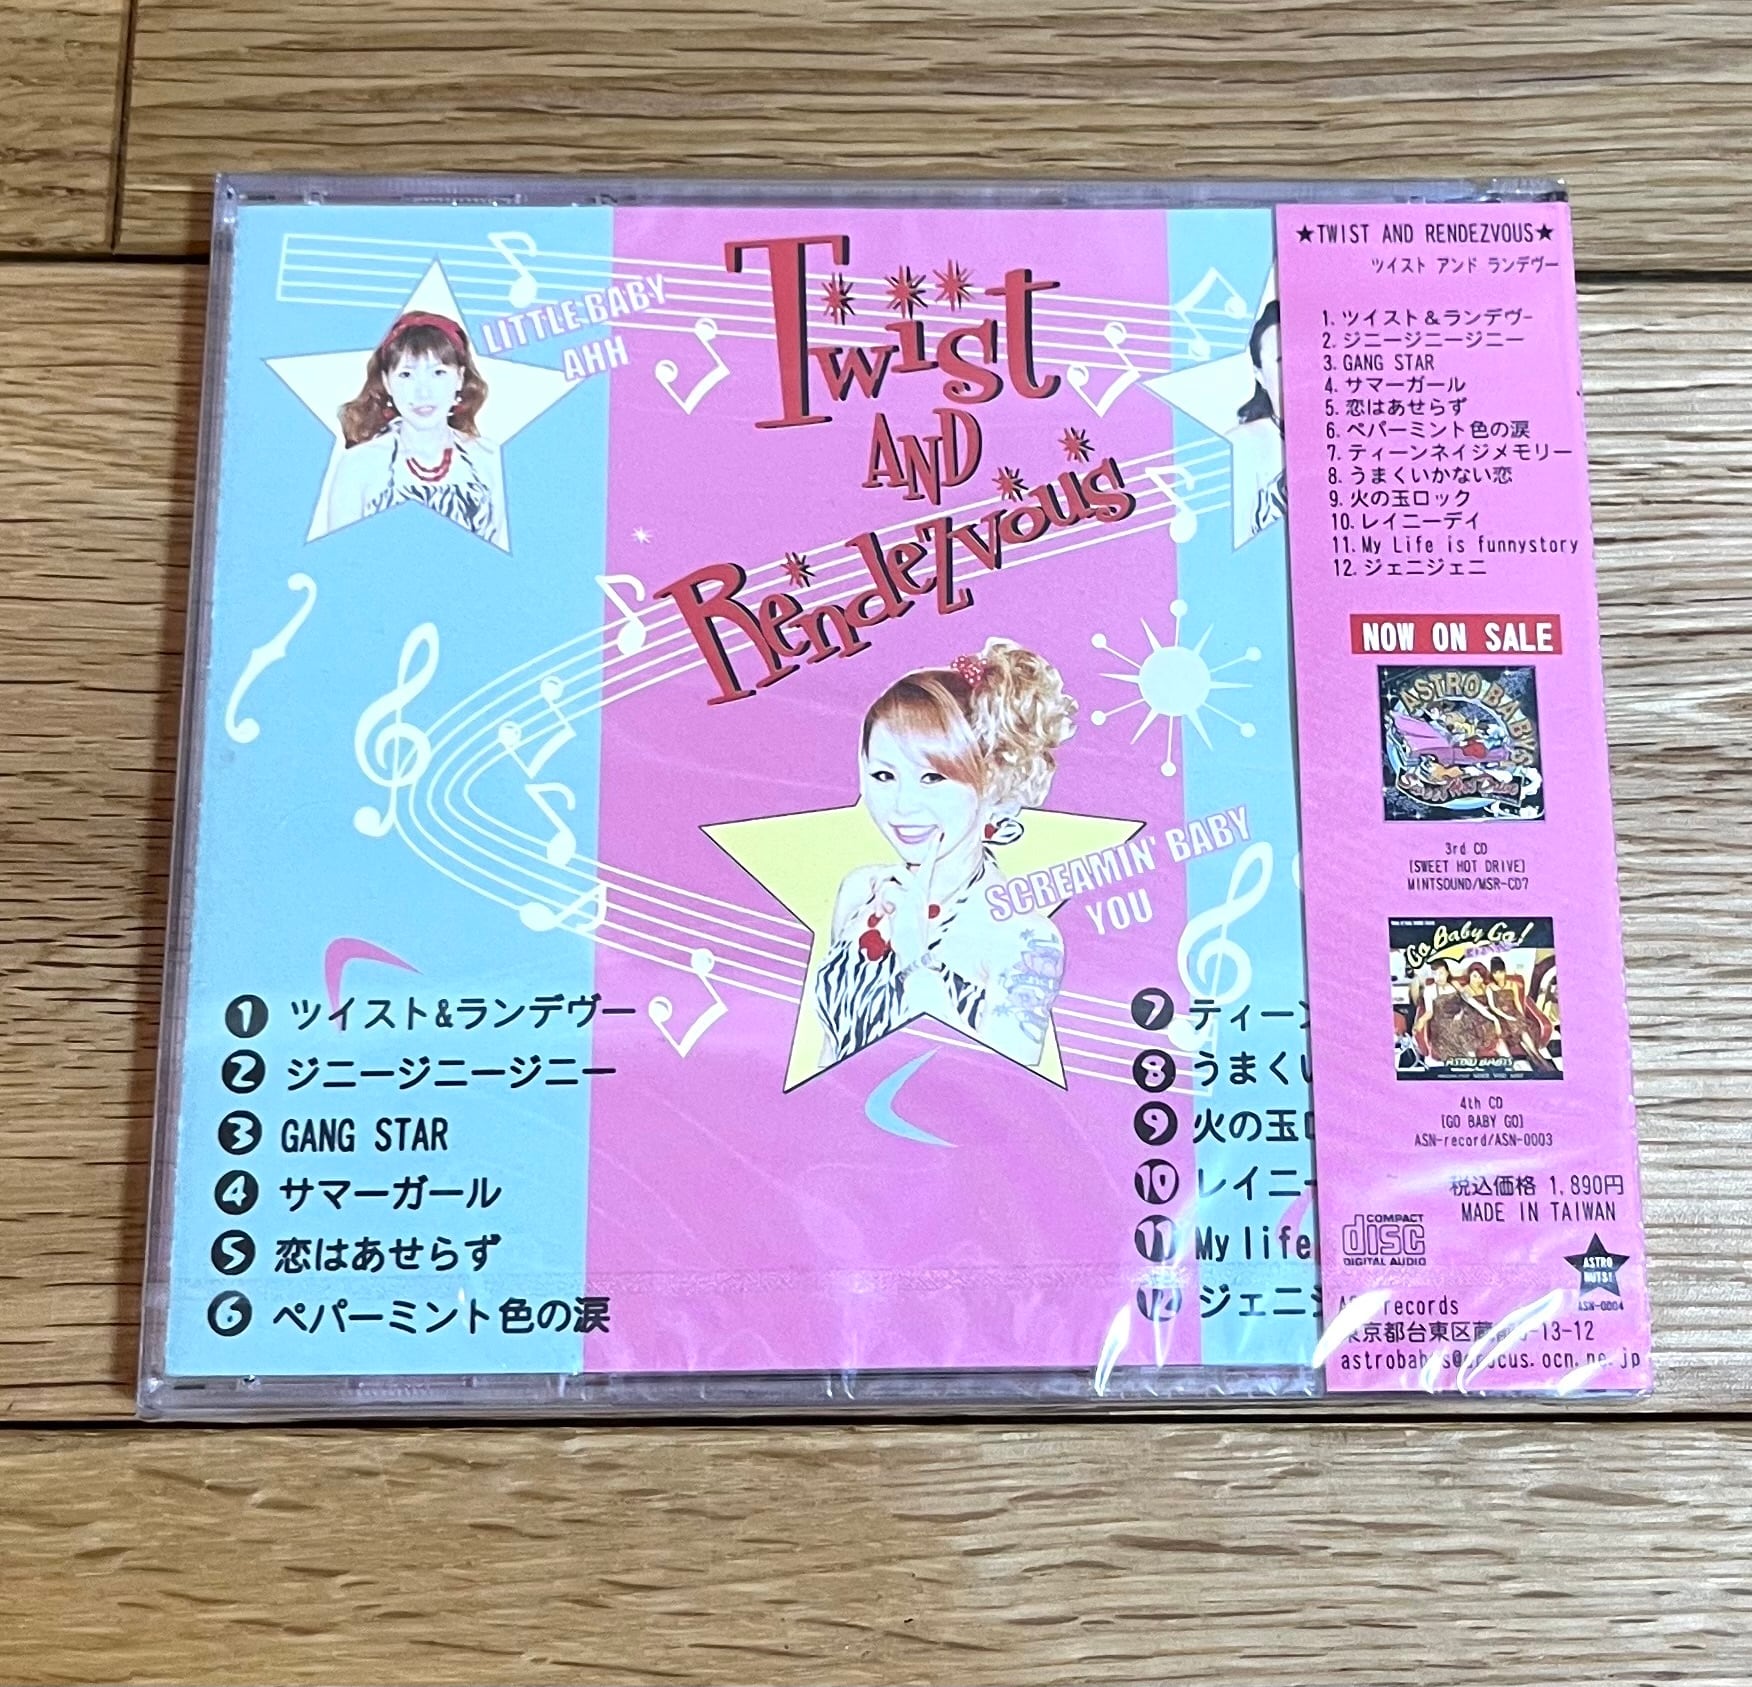 LITTLE BABY
AHH
Twist
AND
Rendezvous
SCREAMIN' BABY
YOU
1 ツイスト&ランデヴー
2 ジニージニージニー
3 GANG STAR
4 サマーガール
5 恋はあせらず
6 ペパーミント色の涙
7 ティーン
8 うまくい
9 火の玉ロ
10 レイニー
11 My life
12 ジェニジ
★TWIST AND RENDEZVOUS★
ツイスト アンド ランデヴー
1. ツイスト&ランデヴー
2. ジニージニージニー
3. GANG STAR
4. サマーガール
5. 恋はあせらず
6. ペパーミント色の涙
7. ティーンネイジメモリー
8. うまくいかない恋
9. 火の玉ロック
10. レイニーデイ
11. My Life is funnystory
12. ジェニジェニ
NOW ON SALE
ASTRO BABYS
Sweet Hot Drive
3rd CD
[SWEET HOT DRIVE]
MINTSOUND/MSR-CD7
Go Baby Go!
ASTRO BABYS
4th CD
[GO BABY GO]
ASN-record/ASN-0003
税込価格 1,890円
MADE IN TAIWAN
COMPACT
disc
DIGITAL AUDIO
ASTRO
NUTS!
ASN-0004
records
東京都台東区蔵前 -13-12